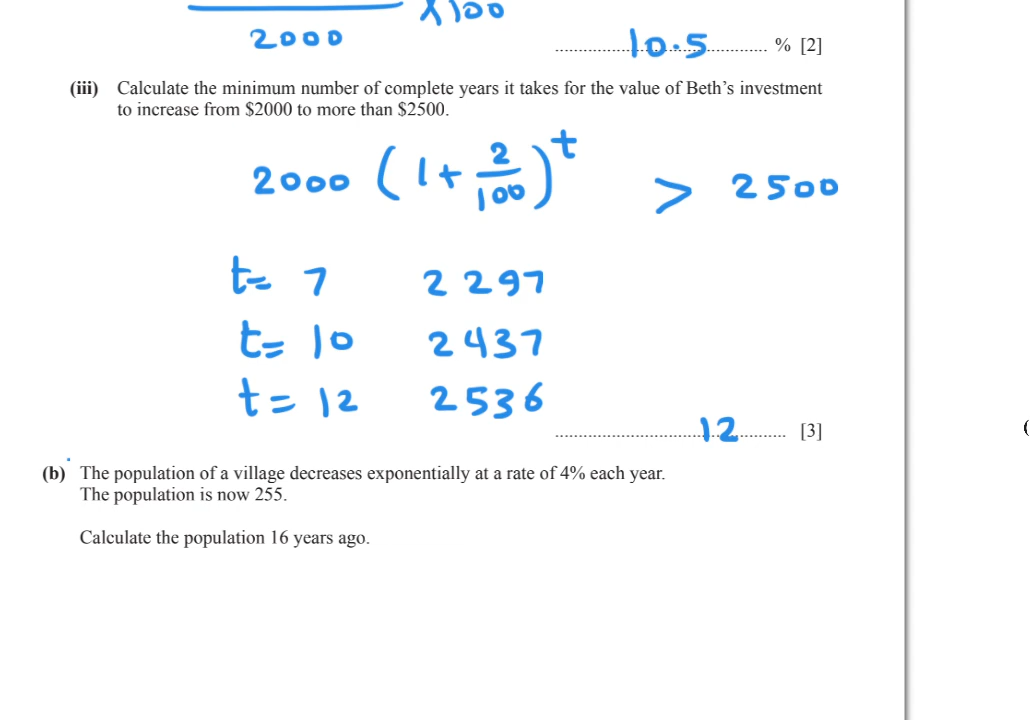 2000 × 100
10.5 % [2]
(iii) Calculate the minimum number of complete years it takes for the value of Beth's investment
to increase from $2000 to more than $2500.
2000 (1 + 2/100)^t > 2500
t= 7 2297
t= 10 2437
t= 12 2536
12 [3]
(b) The population of a village decreases exponentially at a rate of 4% each year.
The population is now 255.
Calculate the population 16 years ago.